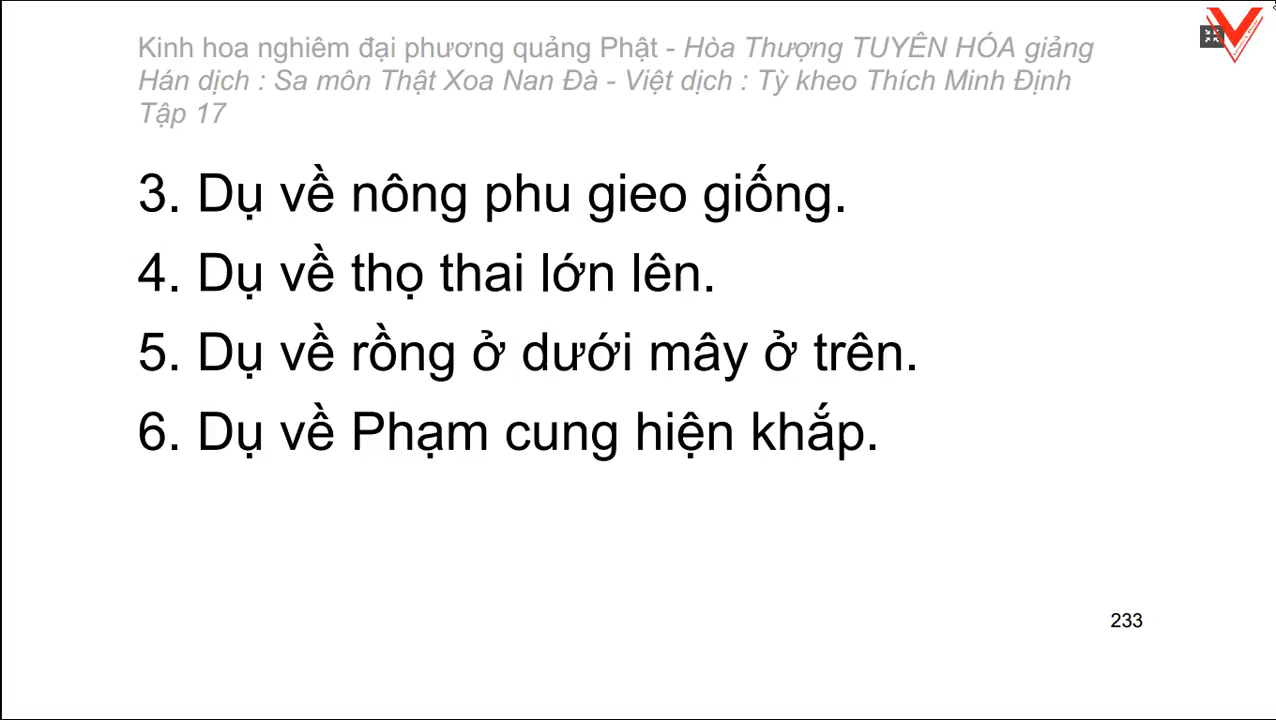 Kinh hoa nghiêm đại phương quảng Phật - Hòa Thượng TUYÊN HÓA giảng
Hán dịch : Sa môn Thật Xoa Nan Đà - Việt dịch : Tỳ kheo Thích Minh Định
Tập 17
3. Dụ về nông phu gieo giống.
4. Dụ về thọ thai lớn lên.
5. Dụ về rồng ở dưới mây ở trên.
6. Dụ về Phạm cung hiện khắp.
233